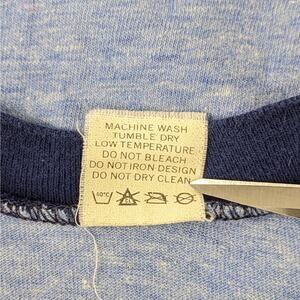 MACHINE WASH
TUMBLE DRY
LOW TEMPERATURE
DO NOT BLEACH
DO NOT IRON DESIGN
DO NOT DRY CLEAN